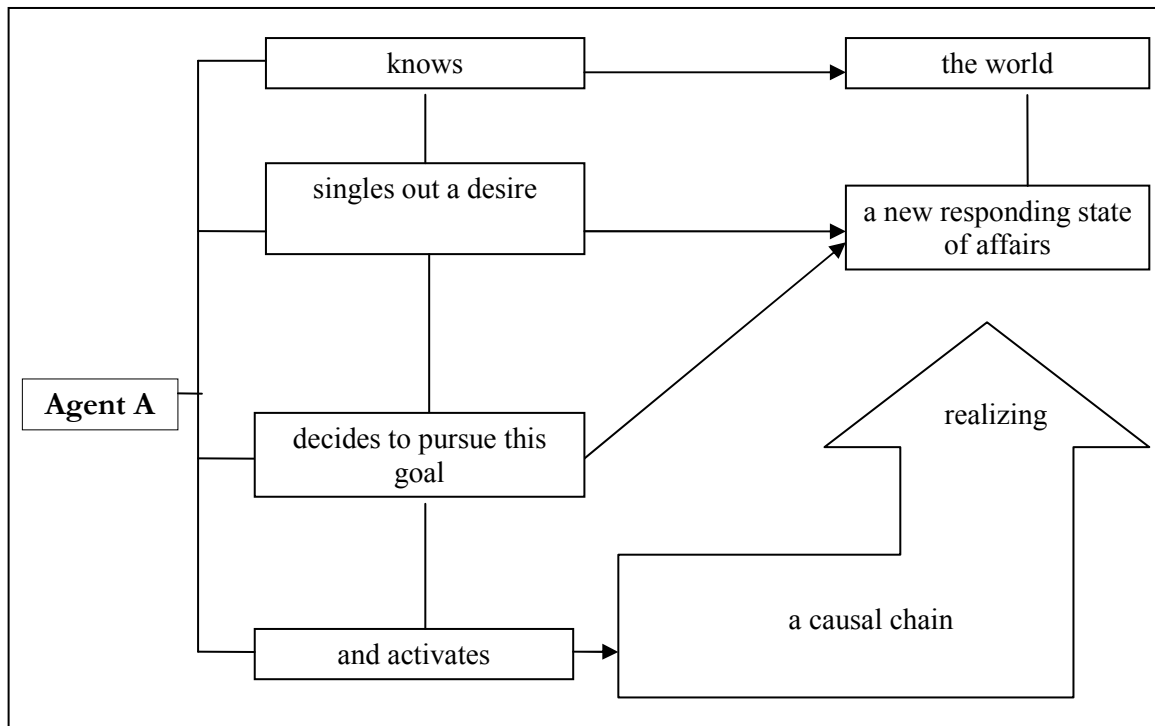 knows
the world
singles out a desire
a new responding state
of affairs
Agent A
realizing
decides to pursue this
goal
a causal chain
and activates